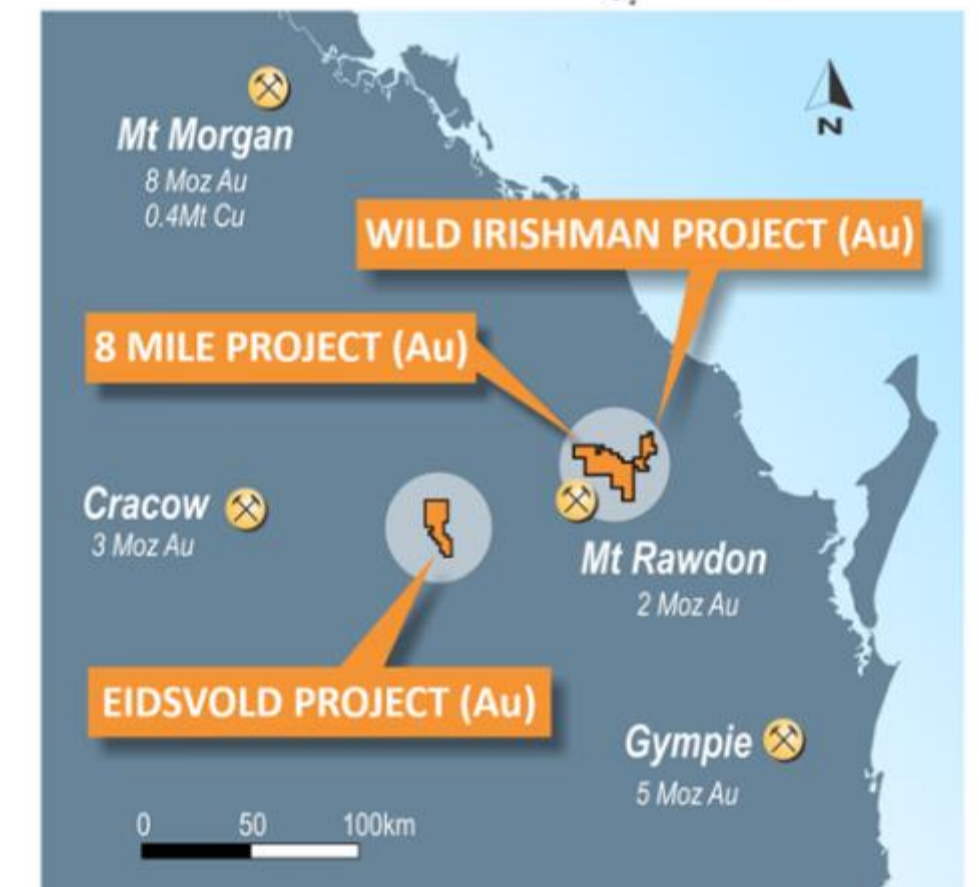 N
Mt Morgan
8 Moz Au
0.4Mt Cu
WILD IRISHMAN PROJECT (Au)
8 MILE PROJECT (Au)
Cracow
3 Moz Au
Mt Rawdon
2 Moz Au
EIDSVOLD PROJECT (Au)
Gympie
5 Moz Au
0 50 100km